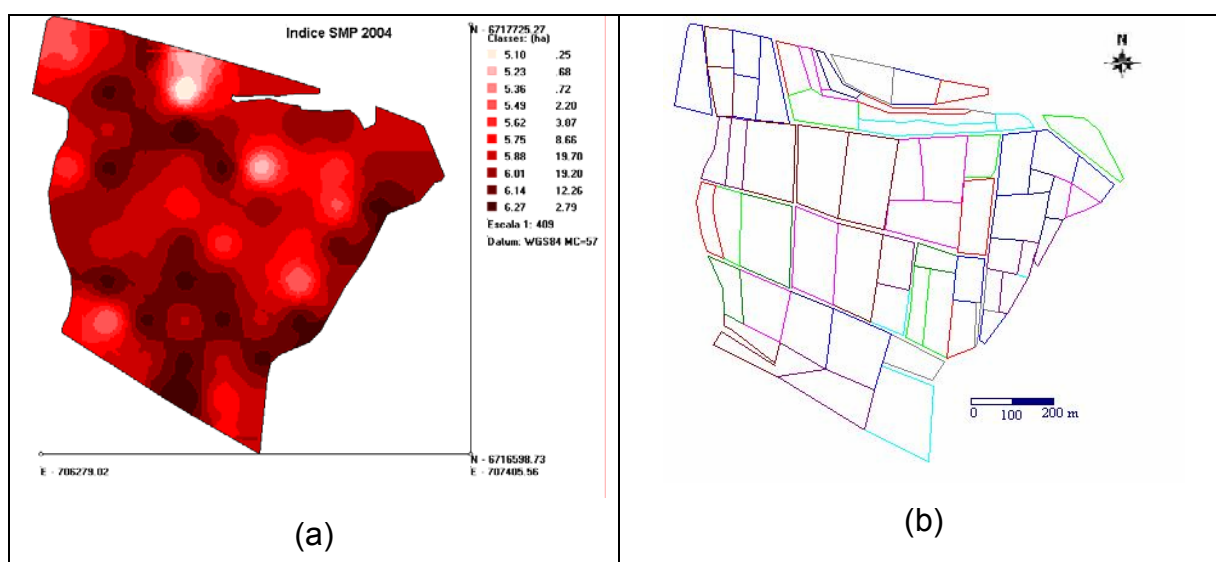 Indice SMP 2004
N - 6717725.27
Classes: (ha)
5.10 .25
5.23 .68
5.36 .72
5.49 2.20
5.62 3.07
5.75 8.66
5.88 19.70
6.01 19.20
6.14 12.26
6.27 2.79
Escala 1: 409
Datum: WGS84 MC=57
N - 6716598.73
E - 706279.02
E - 707405.56
(a)
N
0 100 200 m
(b)